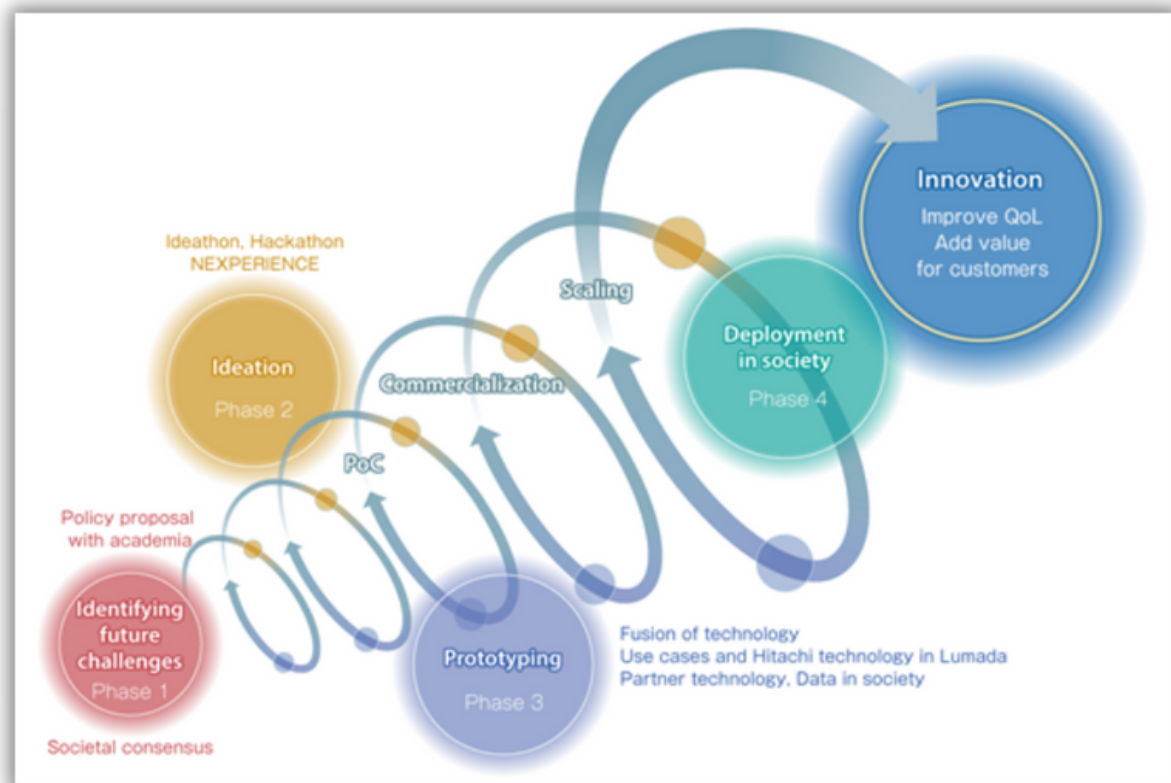 Innovation
Improve QoL
Add value
for customers
Ideathon, Hackathon
NEXPERIENCE
Scaling
Deployment
in society
Phase 4
Ideation
Phase 2
Commercialization
PoC
Policy proposal
with academia
Identifying
future
challenges
Phase 1
Societal consensus
Prototyping
Phase 3
Fusion of technology
Use cases and Hitachi technology in Lumada
Partner technology, Data in society